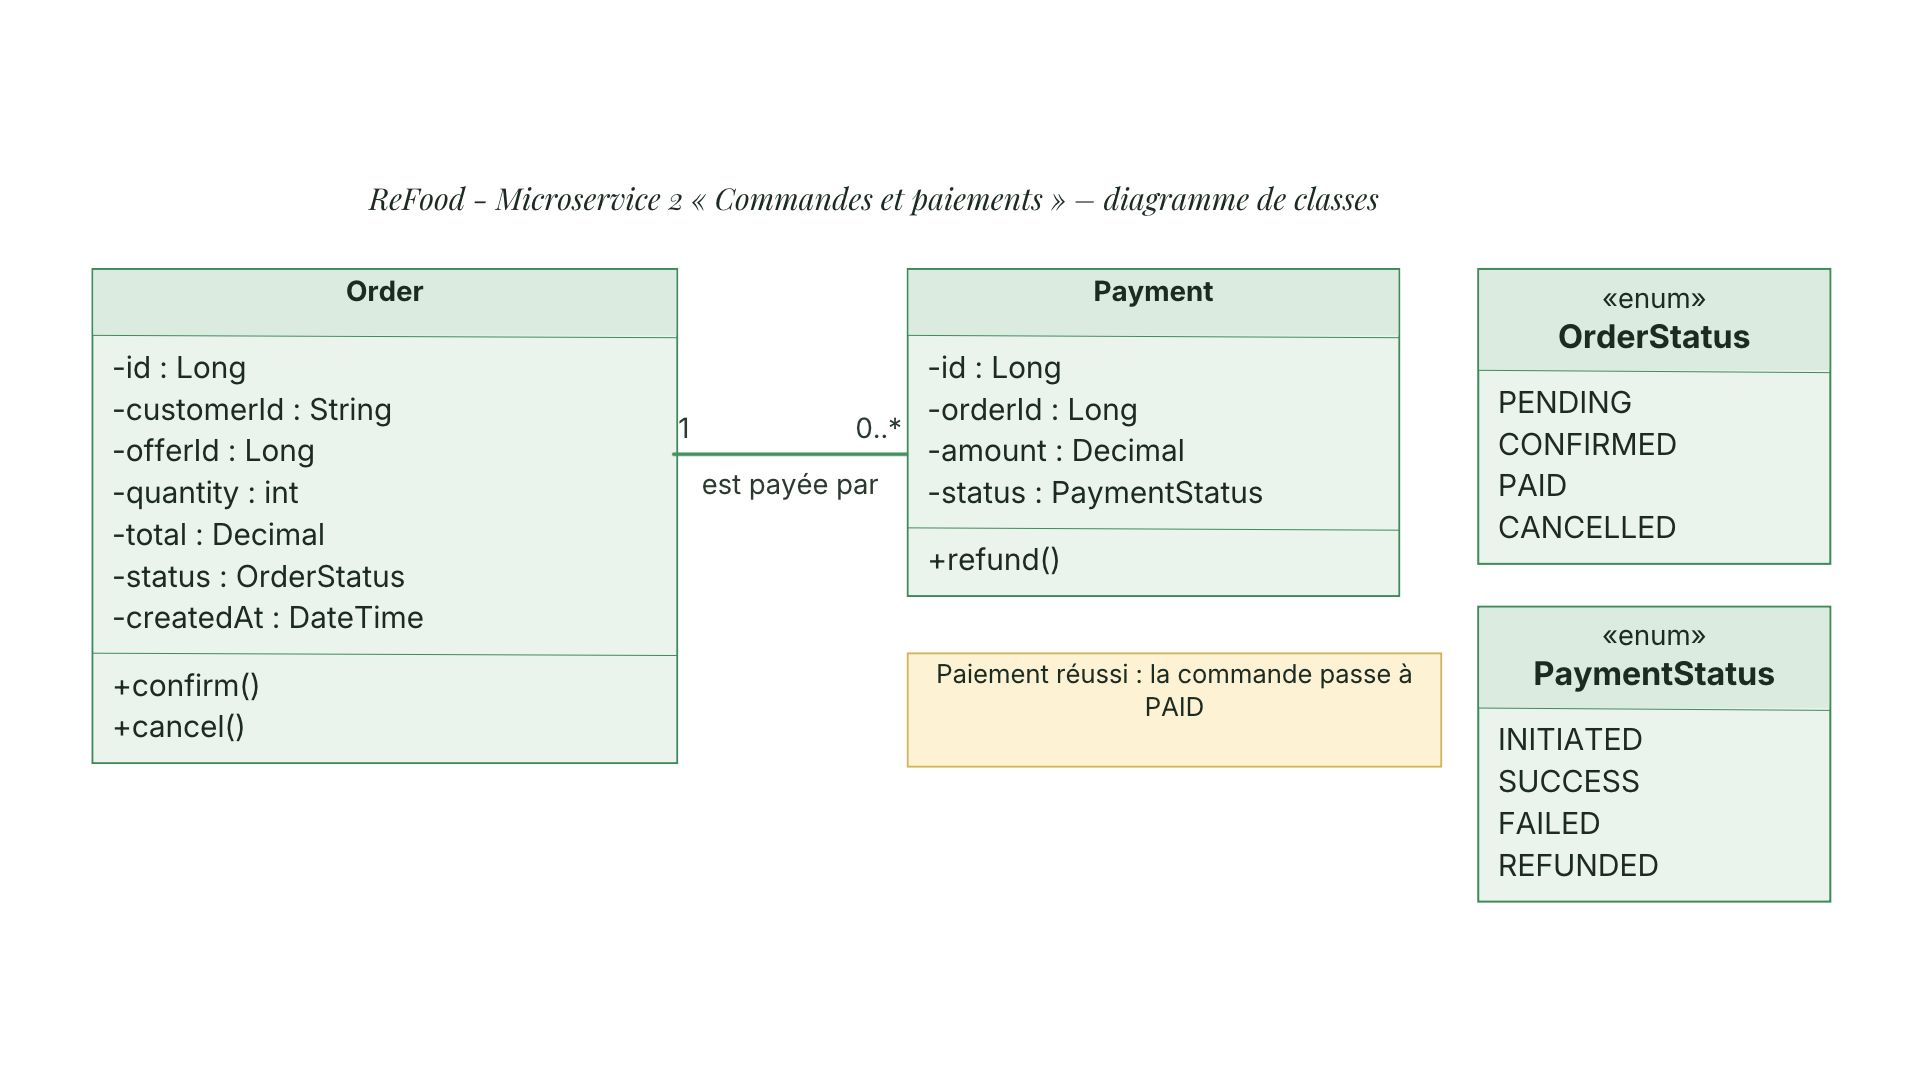 ReFood - Microservice 2 « Commandes et paiements » – diagramme de classes
Order
-id : Long
-customerId : String
-offerId : Long
-quantity : int
-total : Decimal
-status : OrderStatus
-createdAt : DateTime
+confirm()
+cancel()
1
0..*
est payée par
Payment
-id : Long
-orderId : Long
-amount : Decimal
-status : PaymentStatus
+refund()
Paiement réussi : la commande passe à
PAID
«enum»
OrderStatus
PENDING
CONFIRMED
PAID
CANCELLED
«enum»
PaymentStatus
INITIATED
SUCCESS
FAILED
REFUNDED